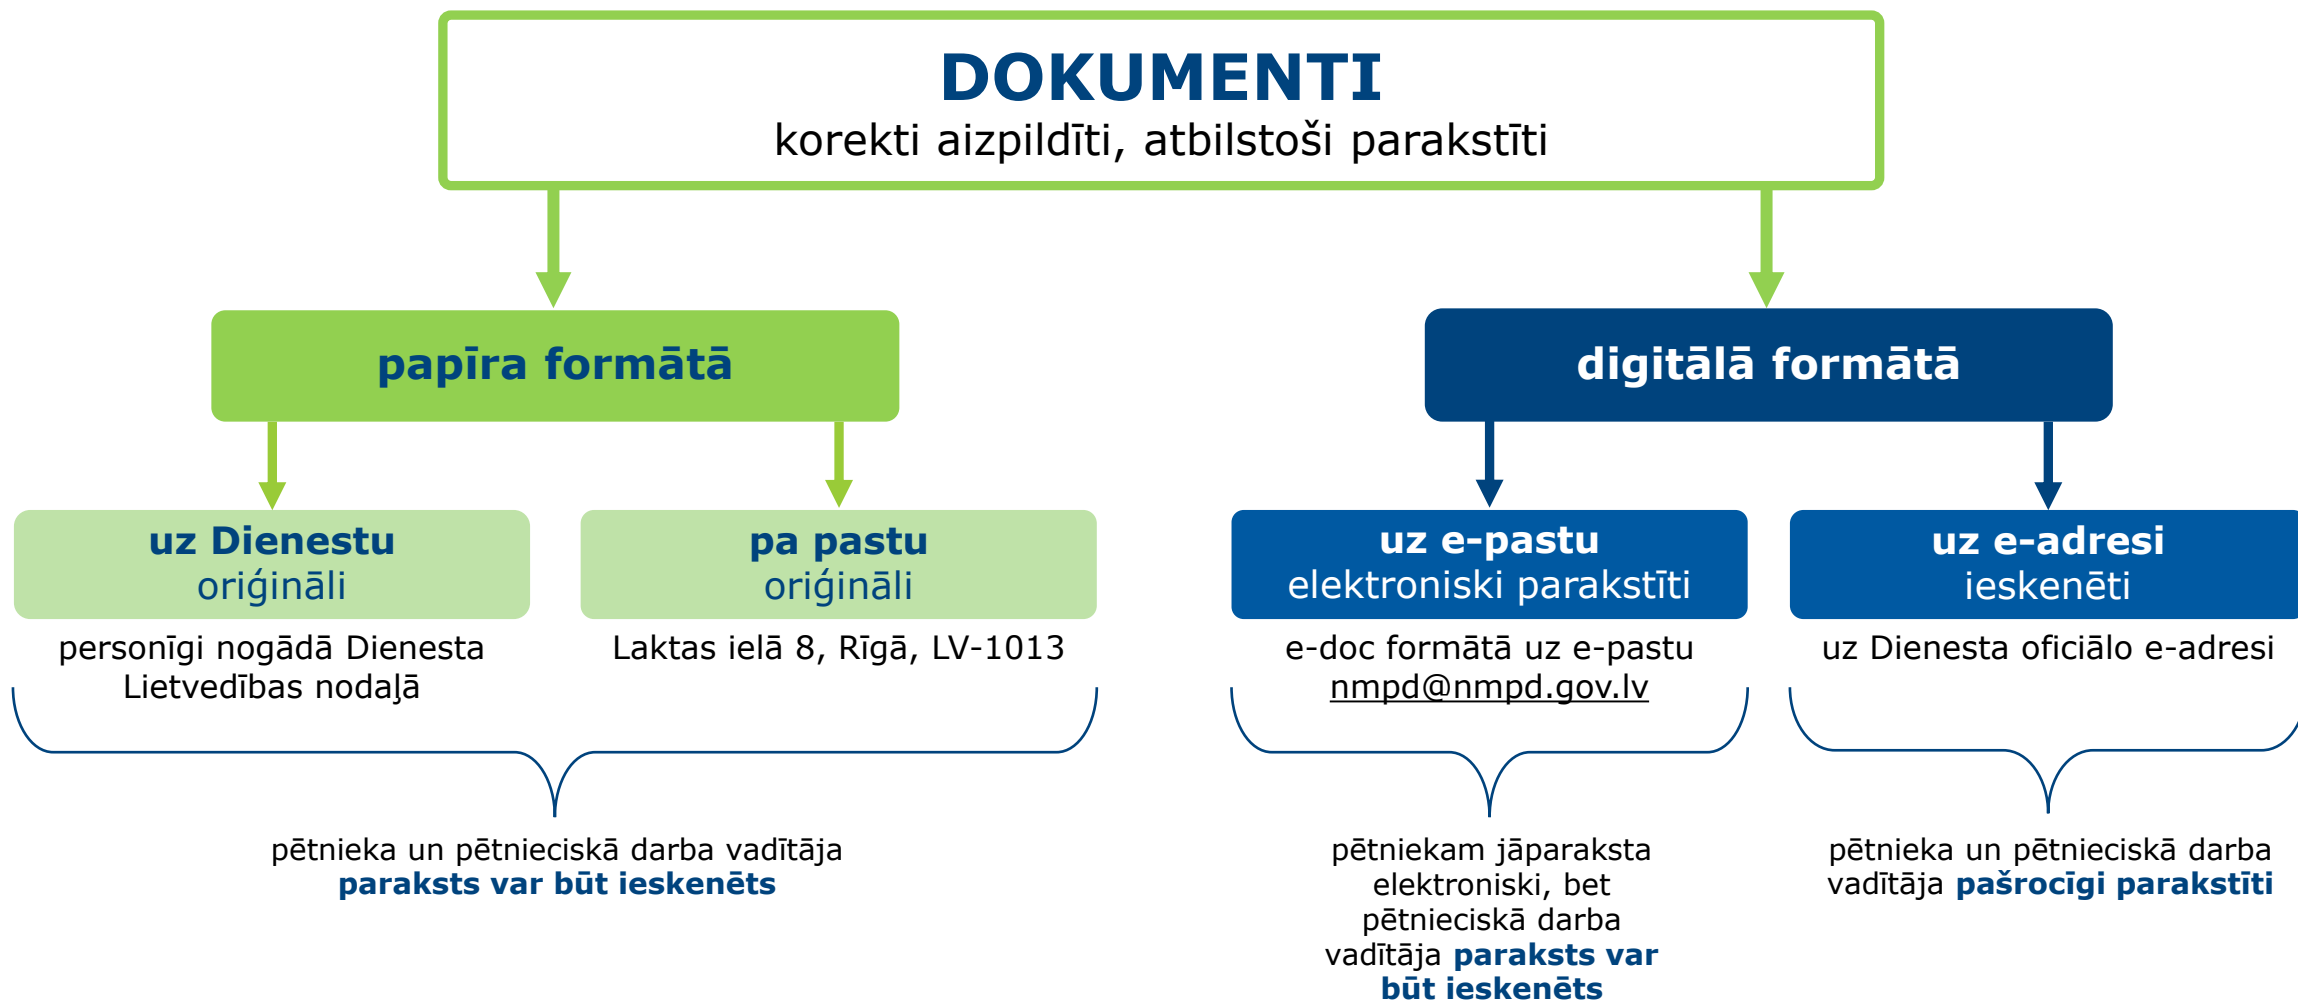 DOKUMENTI
korekti aizpildīti, atbilstoši parakstīti
papīra formātā
digitālā formātā
uz Dienestu
oriģināli
pa pastu
oriģināli
uz e-pastu
elektroniski parakstīti
uz e-adresi
ieskenēti
personīgi nogādā Dienesta
Lietvedības nodaļā
Laktas ielā 8, Rīgā, LV-1013
e-doc formātā uz e-pastu
nmpd@nmpd.gov.lv
uz Dienesta oficiālo e-adresi
pētnieka un pētnieciskā darba vadītāja
paraksts var būt ieskenēts
pētniekam jāparaksta
elektroniski, bet
pētnieciskā darba
vadītāja paraksts var
būt ieskenēts
pētnieka un pētnieciskā darba
vadītāja pašrocīgi parakstīti